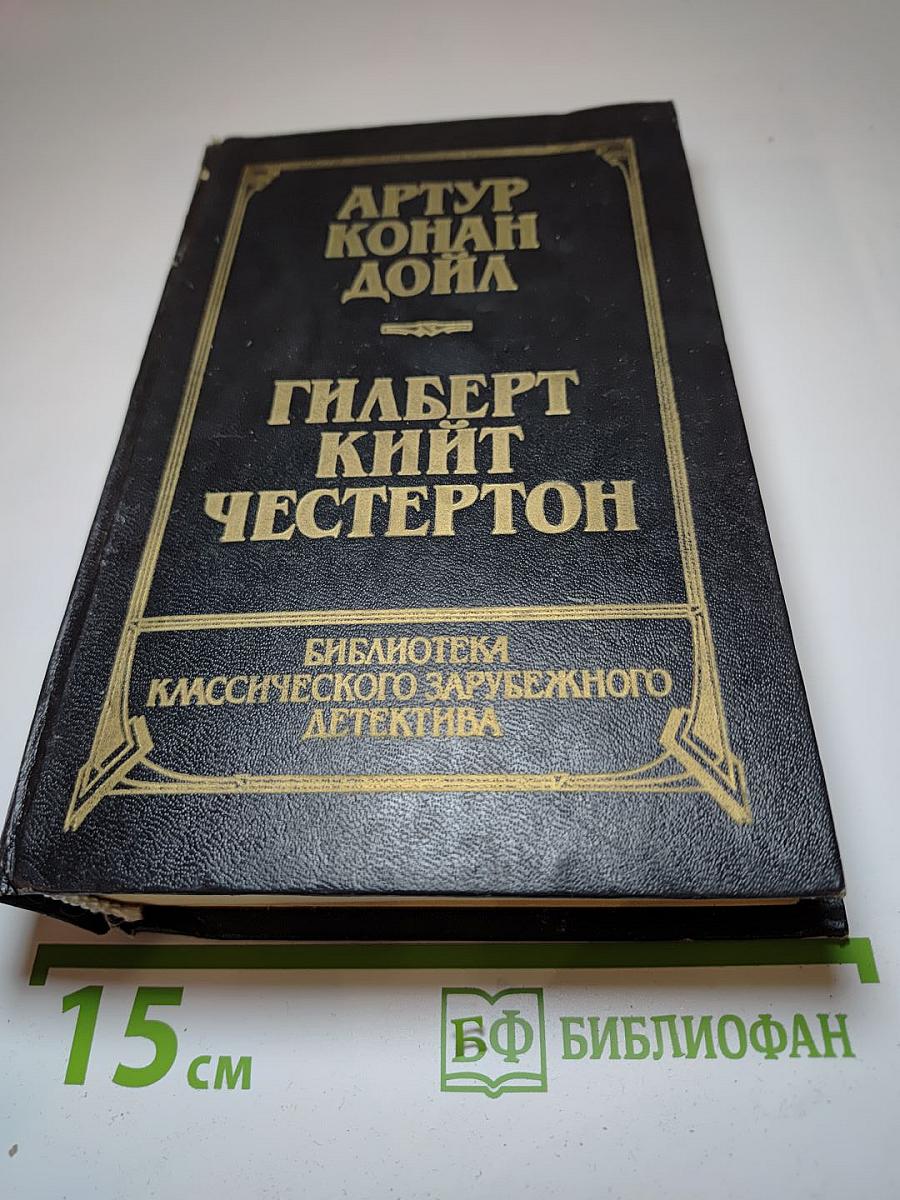 АРТУР
КОНАН
ДОЙЛ
ГИЛБЕРТ
КИЙТ
ЧЕСТЕРТОН
БИБЛИОТЕКА
КЛАССИЧЕСКОГО ЗАРУБЕЖНОГО
ДЕТЕКТИВА
15 см
БФ БИБЛИОФАН